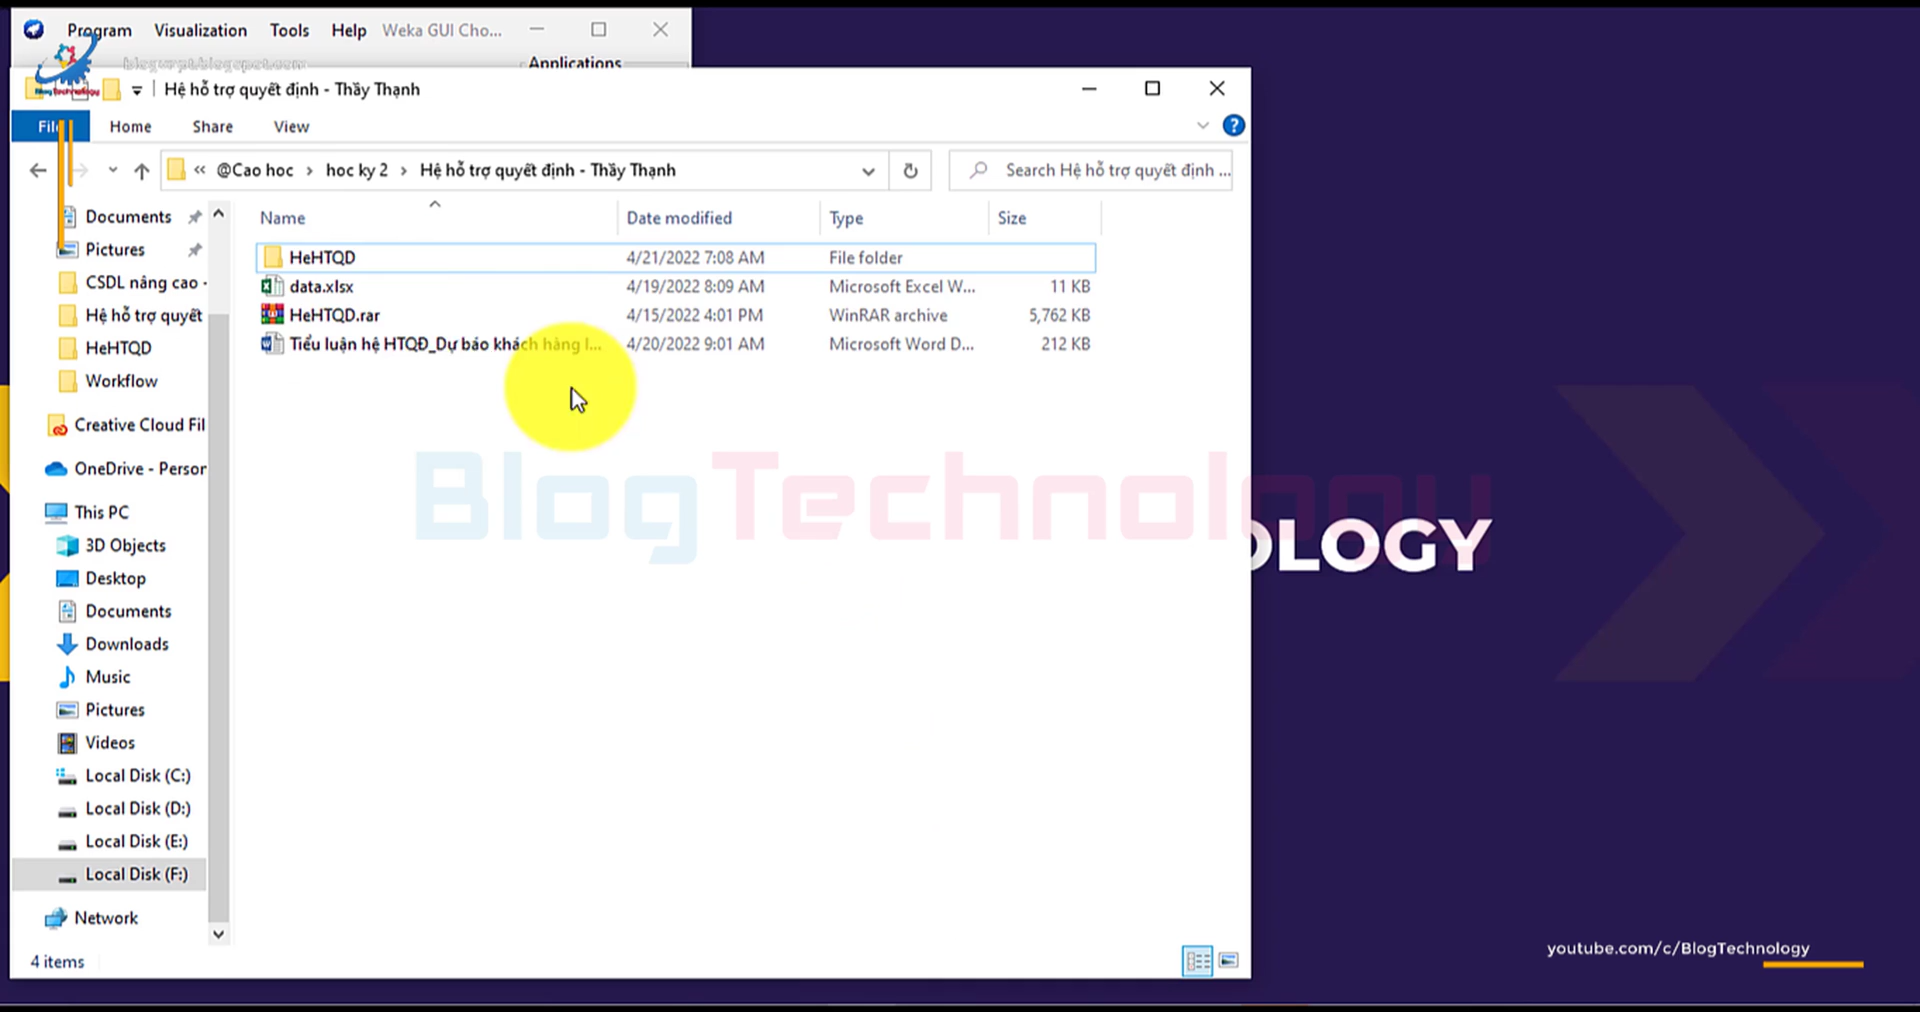 Program Visualization Tools Help Weka GUI Cho...
blogvvpt.blogspot.com
Applications
Blog Technology
Hệ hỗ trợ quyết định - Thầy Thạnh
File Home Share View
« @Cao hoc › hoc ky 2 › Hệ hỗ trợ quyết định - Thầy Thạnh
Search Hệ hỗ trợ quyết định ...
Name Date modified Type Size
HeHTQD 4/21/2022 7:08 AM File folder
data.xlsx 4/19/2022 8:09 AM Microsoft Excel W... 11 KB
HeHTQD.rar 4/15/2022 4:01 PM WinRAR archive 5,762 KB
Tiểu luận hệ HTQĐ_Dự báo khách hàng l... 4/20/2022 9:01 AM Microsoft Word D... 212 KB
Documents
Pictures
CSDL nâng cao -
Hệ hỗ trợ quyết
HeHTQD
Workflow
Creative Cloud Fil
OneDrive - Person
This PC
3D Objects
Desktop
Documents
Downloads
Music
Pictures
Videos
Local Disk (C:)
Local Disk (D:)
Local Disk (E:)
Local Disk (F:)
Network
4 items
BlogTechnology
OLOGY
youtube.com/c/BlogTechnology